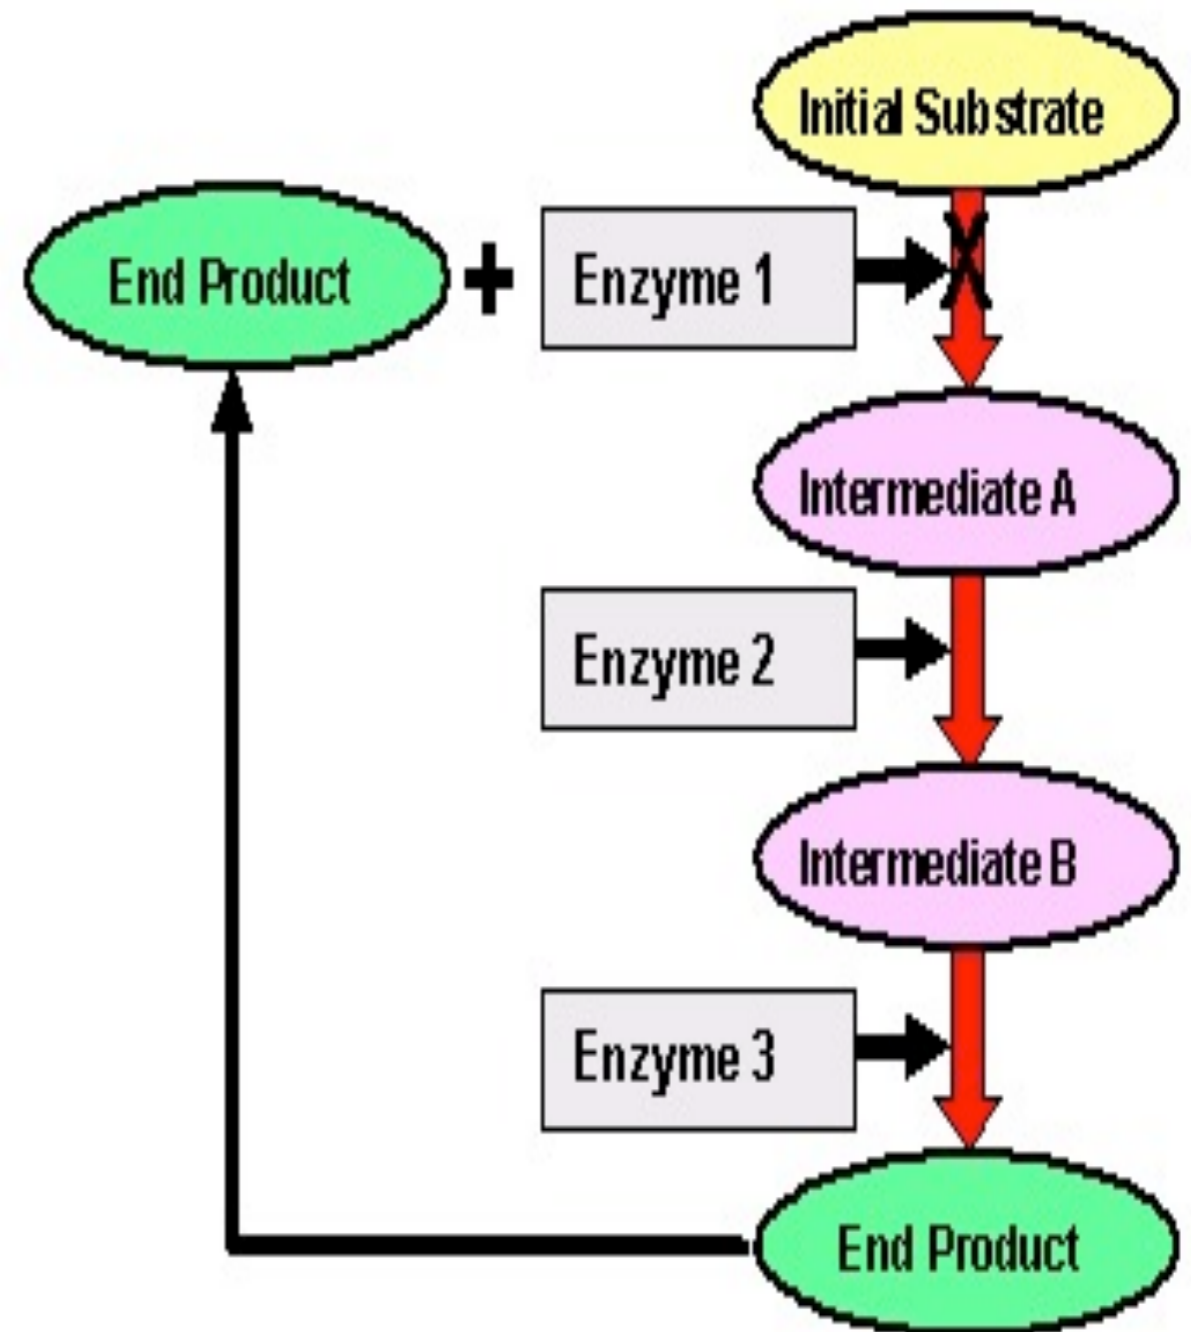 Initial Substrate
End Product + Enzyme 1
Intermediate A
Enzyme 2
Intermediate B
Enzyme 3
End Product